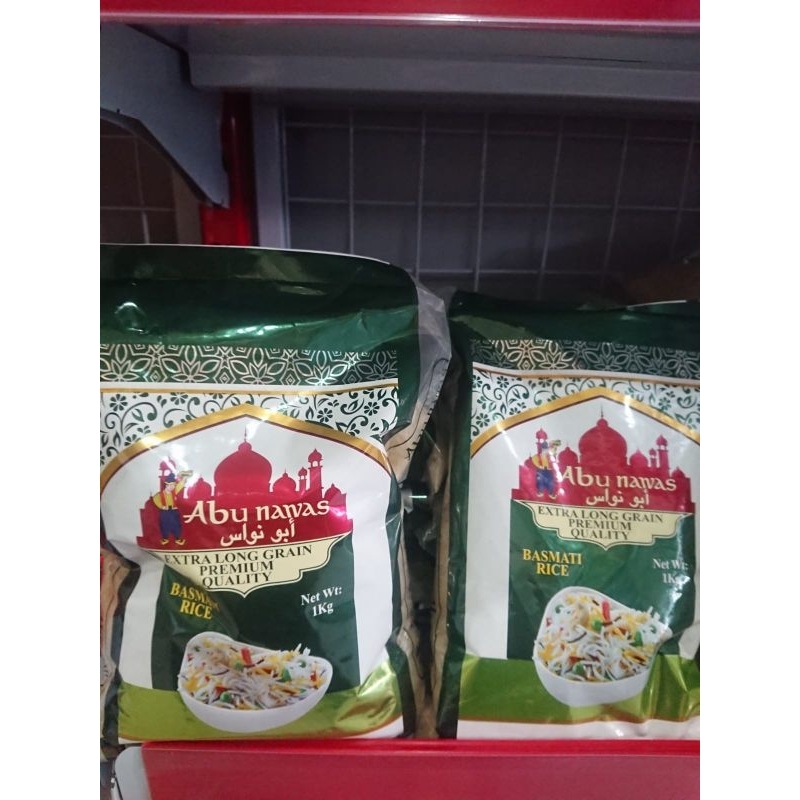 Abu nawas
أبو نواس
EXTRA LONG GRAIN
PREMIUM
QUALITY
BASMATI
RICE
Net Wt:
1Kg
Abu nawas
أبو نواس
EXTRA LONG GRAIN
PREMIUM
QUALITY
BASMATI
RICE
Net Wt:
1Kg